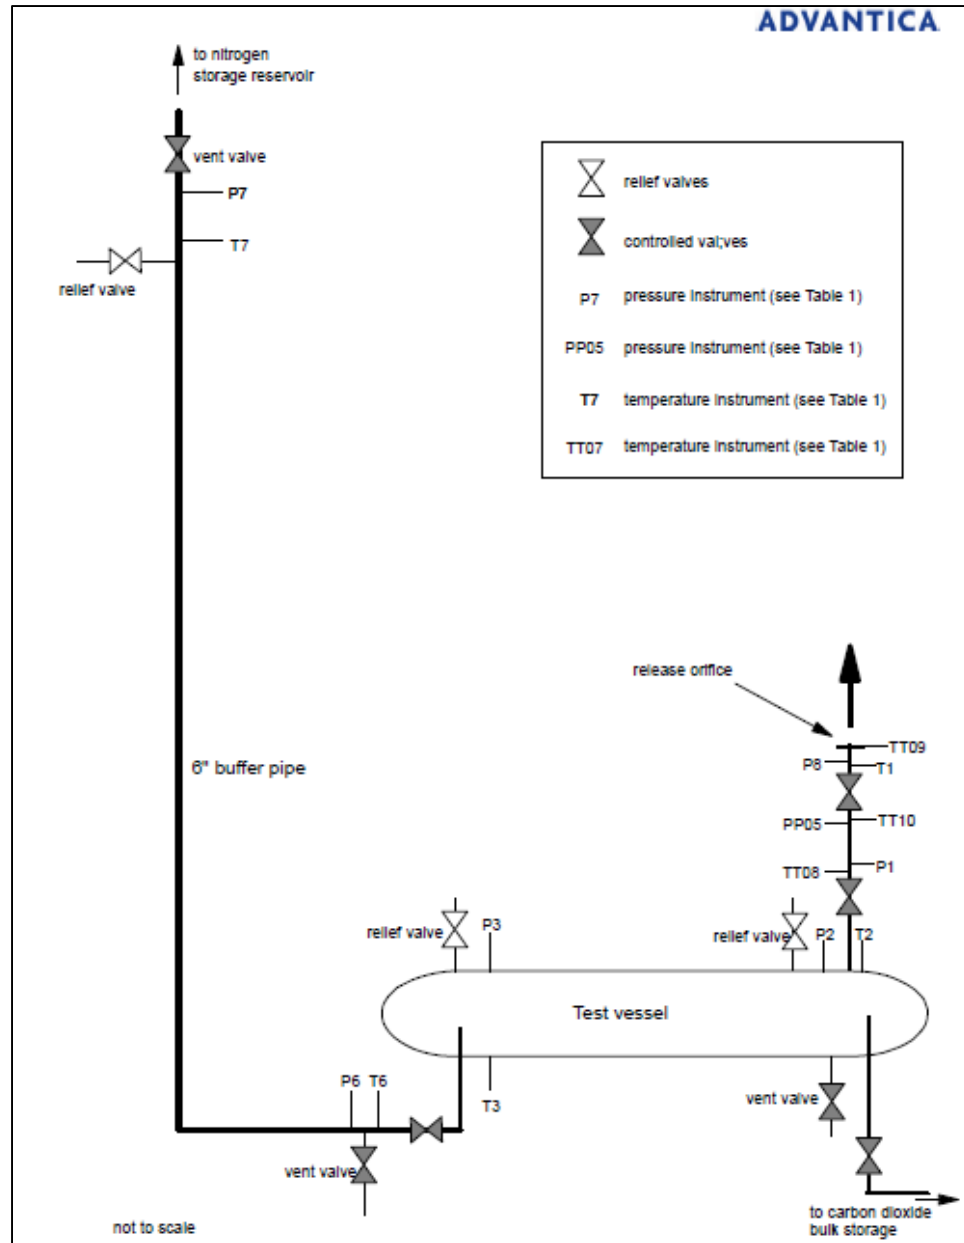 ADVANTICA
to nitrogen
storage reservoir
vent valve
P7
T7
relief valve
relief valves
controlled val;ves
P7 pressure instrument (see Table 1)
PP05 pressure instrument (see Table 1)
T7 temperature instrument (see Table 1)
TT07 temperature instrument (see Table 1)
release orifice
TT09
P8
T1
6" buffer pipe
PP05
TT10
TT08
P1
relief valve
P3
relief valve
P2
T2
Test vessel
P6
T6
T3
vent valve
vent valve
to carbon dioxide
bulk storage
not to scale